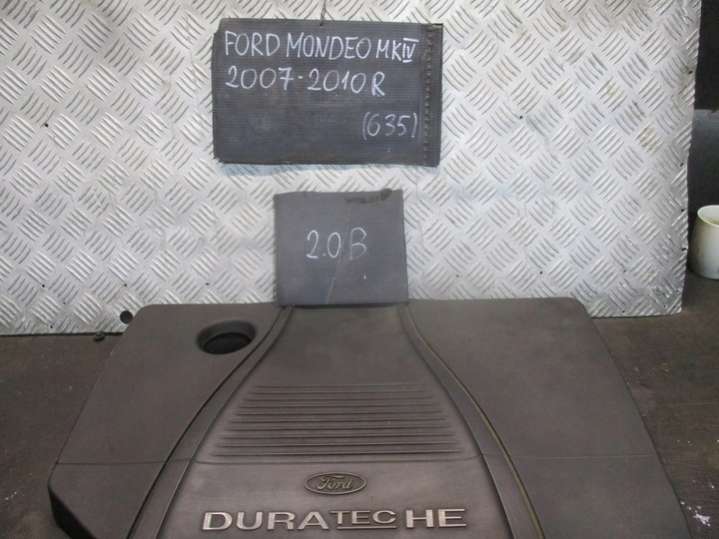 FORD MONDEO MKIV
2007-2010R
(635)
2.0B
Ford
DURATEC HE